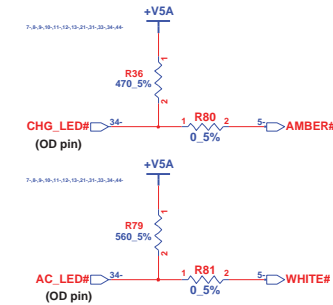 +V5A
7-,8-,9-,10-,11-,12-,13-,21-,31-,33-,34-,44-
1
R36
470_5%
2
CHG_LED# 34- 1 R80 2 5- AMBER#
(OD pin) 0_5%
+V5A
7-,8-,9-,10-,11-,12-,13-,21-,31-,33-,34-,44-
1
R79
560_5%
2
AC_LED# 34- 1 R81 2 5- WHITE#
(OD pin) 0_5%